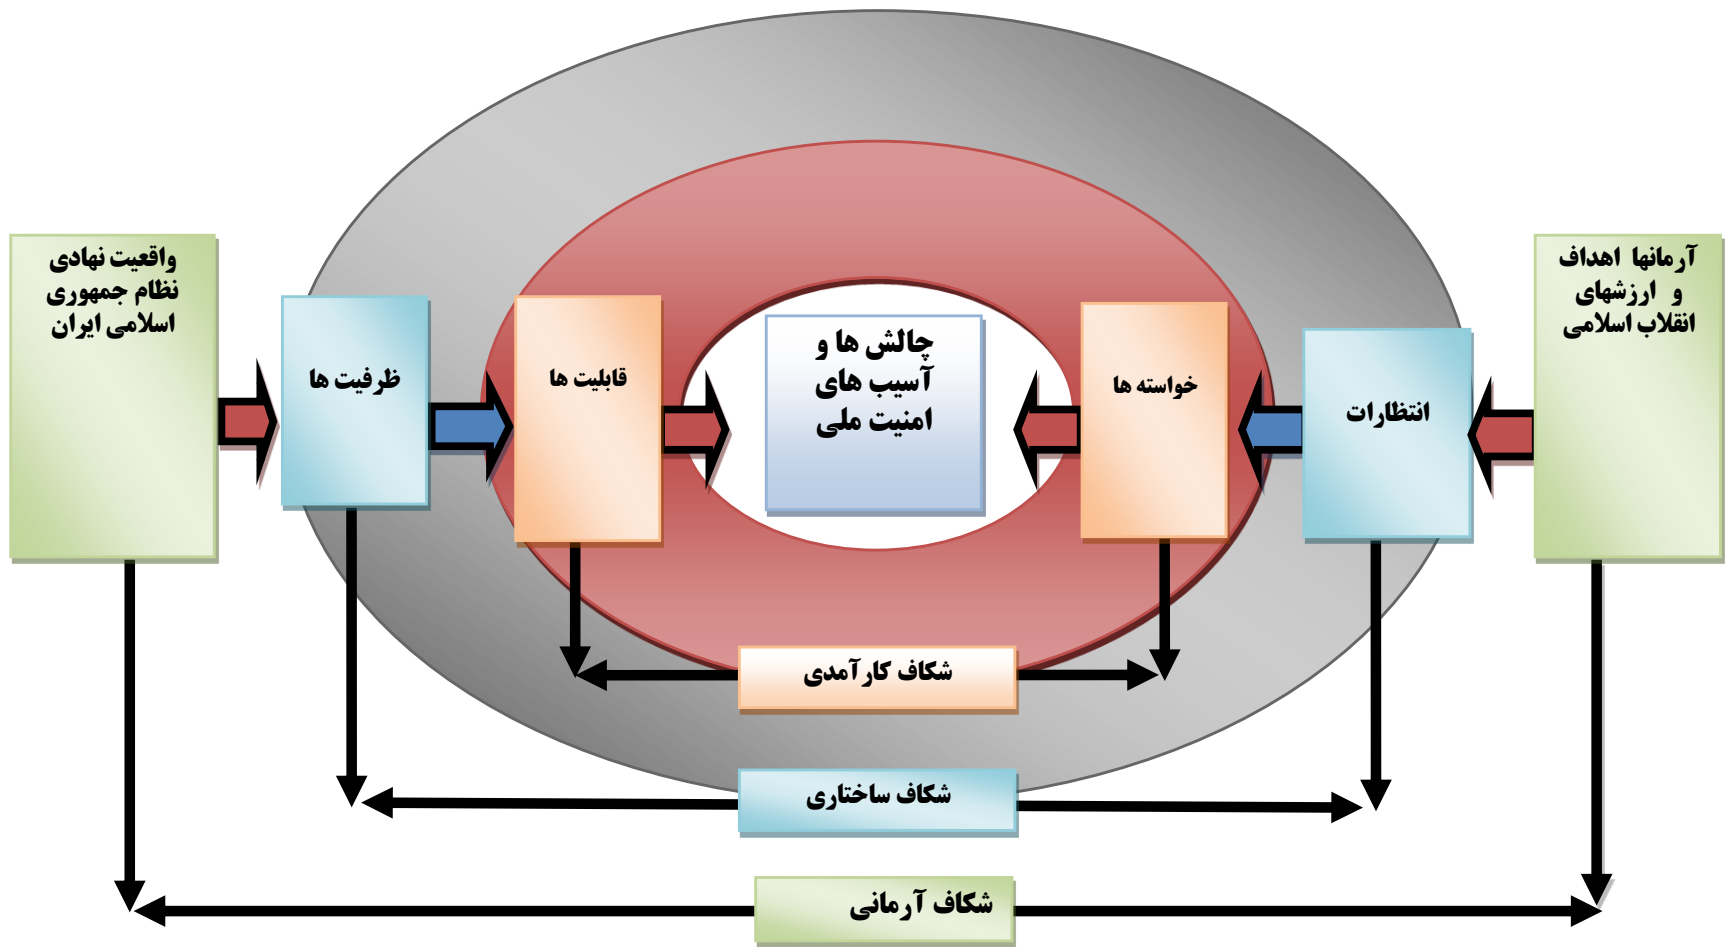 آرمانها اهداف
و ارزشهای
انقلاب اسلامی
انتظارات
خواسته ها
چالش ها و
آسیب های
امنیت ملی
قابلیت ها
ظرفیت ها
واقعیت نهادی
نظام جمهوری
اسلامی ایران
شکاف کارآمدی
شکاف ساختاری
شکاف آرمانی